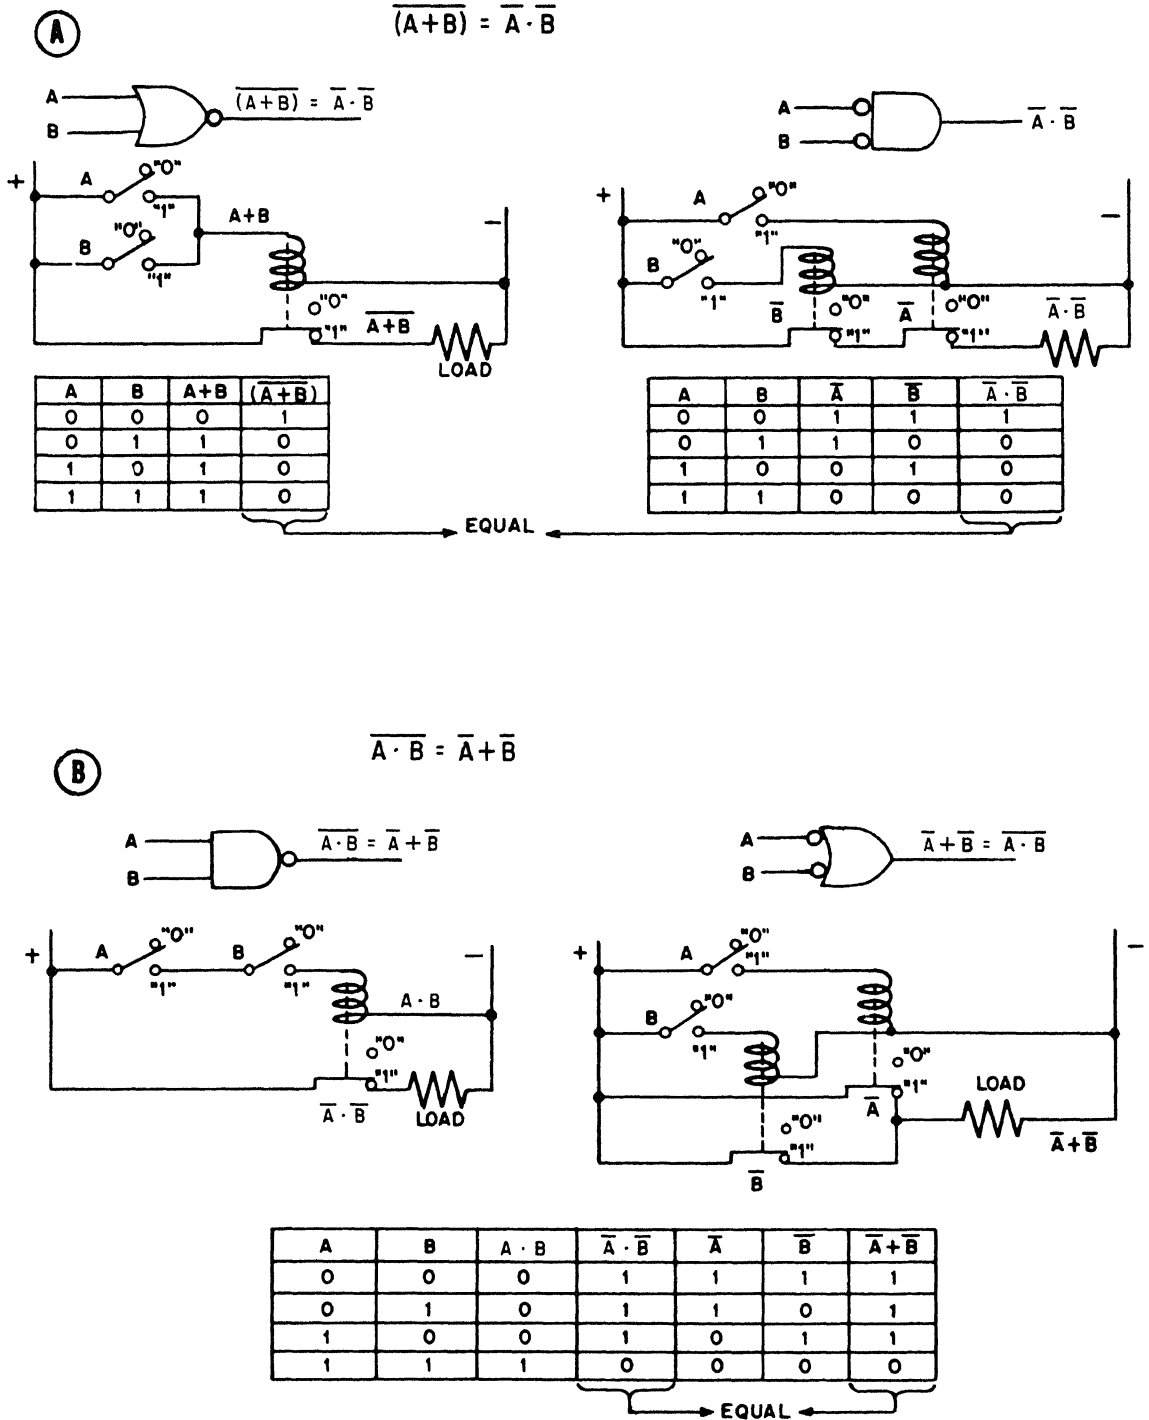 A
(A+B)̅ = A̅ · B̅
A
B
(A+B)̅ = A̅ · B̅
A
B
A̅ · B̅
+
A
"0"
"1"
B
"0"
"1"
A+B
−
"0"
"1"
A̅+̅B̅
LOAD
+
A
"0"
"1"
B
"0"
"1"
−
B̅
"0"
"1"
A̅
"0"
"1"
A̅ · B̅
A B A+B (A̅+̅B̅)
0 0 0 1
0 1 1 0
1 0 1 0
1 1 1 0
A B A̅ B̅ A̅ · B̅
0 0 1 1 1
0 1 1 0 0
1 0 0 1 0
1 1 0 0 0
EQUAL
B
A̅ ̅·̅ ̅B̅ = A̅ + B̅
A
B
A̅ ̅·̅ ̅B̅ = A̅ + B̅
A
B
A̅ + B̅ = A̅ ̅·̅ ̅B̅
+
A
"0"
"1"
B
"0"
"1"
−
A · B
"0"
"1"
A̅ · B̅
LOAD
+
A
"0"
"1"
B
"0"
"1"
−
"0"
"1"
A̅
LOAD
A̅ + B̅
"0"
"1"
B̅
A B A · B A̅ · B̅ A̅ B̅ A̅ + B̅
0 0 0 1 1 1 1
0 1 0 1 1 0 1
1 0 0 1 0 1 1
1 1 1 0 0 0 0
EQUAL